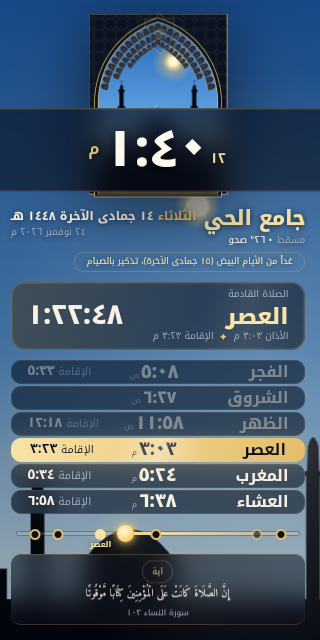 ١:٤٠ ١٢ م
جامع الحي
الثلاثاء ١٤ جمادى الآخرة ١٤٤٨ هـ
مسقط • ٢٦° صحو
٢٤ نوفمبر ٢٠٢٦ م
غداً من الأيام البيض (١٥ جمادى الآخرة)، تذكير بالصيام
الصلاة القادمة
العصر
١:٢٢:٤٨
الأذان ٣:٠٣ م ✦ الإقامة ٣:٢٣ م
الفجر ٥:٠٨ ص الإقامة ٥:٣٣
الشروق ٦:٢٧ ص
الظهر ١١:٥٨ ص الإقامة ١٢:١٨
العصر ٣:٠٣ م الإقامة ٣:٢٣
المغرب ٥:٢٤ م الإقامة ٥:٣٤
العشاء ٦:٣٨ م الإقامة ٦:٥٨
العصر
آية
إِنَّ الصَّلَاةَ كَانَتْ عَلَى الْمُؤْمِنِينَ كِتَابًا مَّوْقُوتًا
سورة النساء ١٠٣